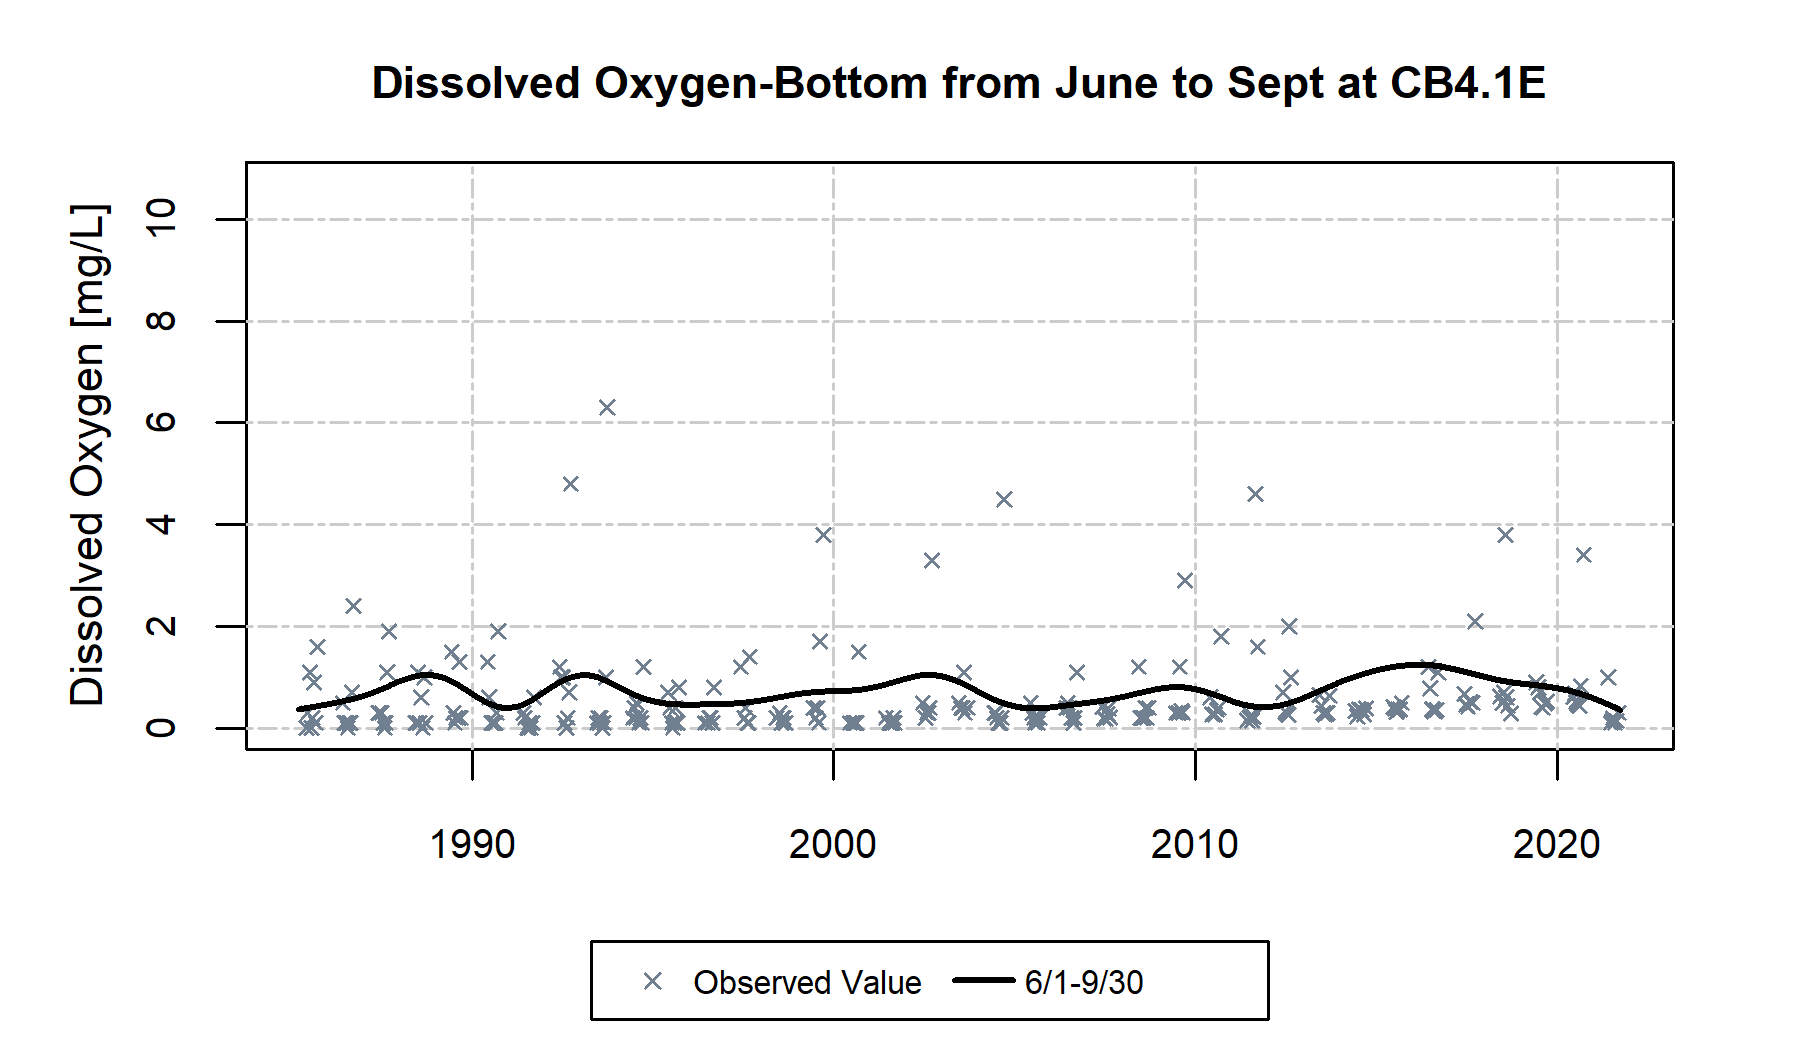 Dissolved Oxygen-Bottom from June to Sept at CB4.1E
Dissolved Oxygen [mg/L]
10
8
6
4
2
0
1990 2000 2010 2020
Observed Value 6/1-9/30